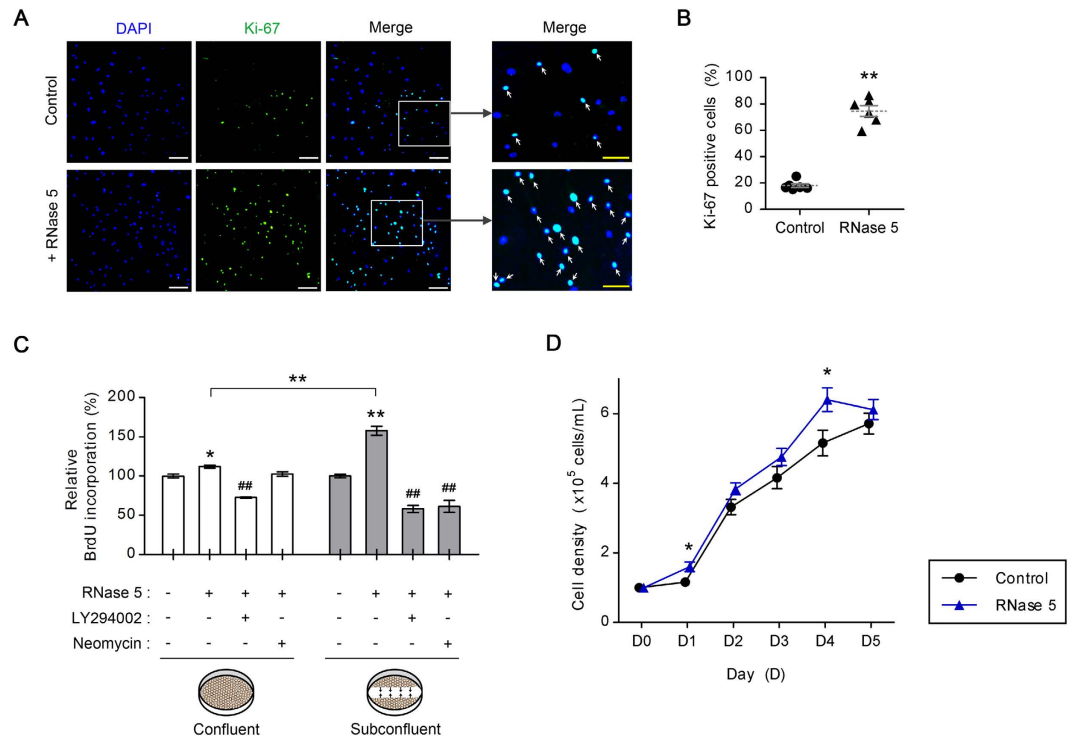 A
DAPI
Ki-67
Merge
Merge
Control
+ RNase 5
B
Ki-67 positive cells (%)
100
80
60
40
20
0
**
Control
RNase 5
C
Relative
BrdU incorporation (%)
200
150
100
50
0
**
*
##
**
##
##
RNase 5 : - + + + - + + +
LY294002 : - - + - - - + -
Neomycin : - - - + - - - +
Confluent
Subconfluent
D
Cell density ( x10⁵ cells/mL)
6
4
2
0
*
*
D0 D1 D2 D3 D4 D5
Day (D)
Control
RNase 5